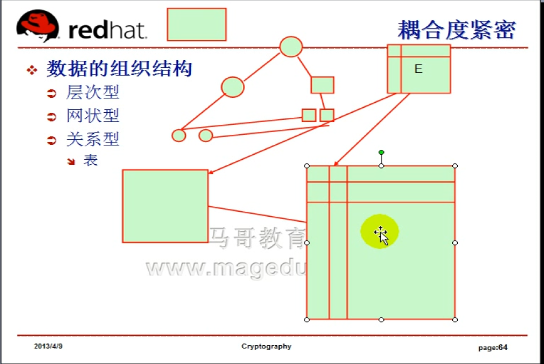 redhat.
耦合度紧密
数据的组织结构
层次型
网状型
关系型
表
E
马哥教育
www.magedu
2013/4/9
Cryptography
page:64